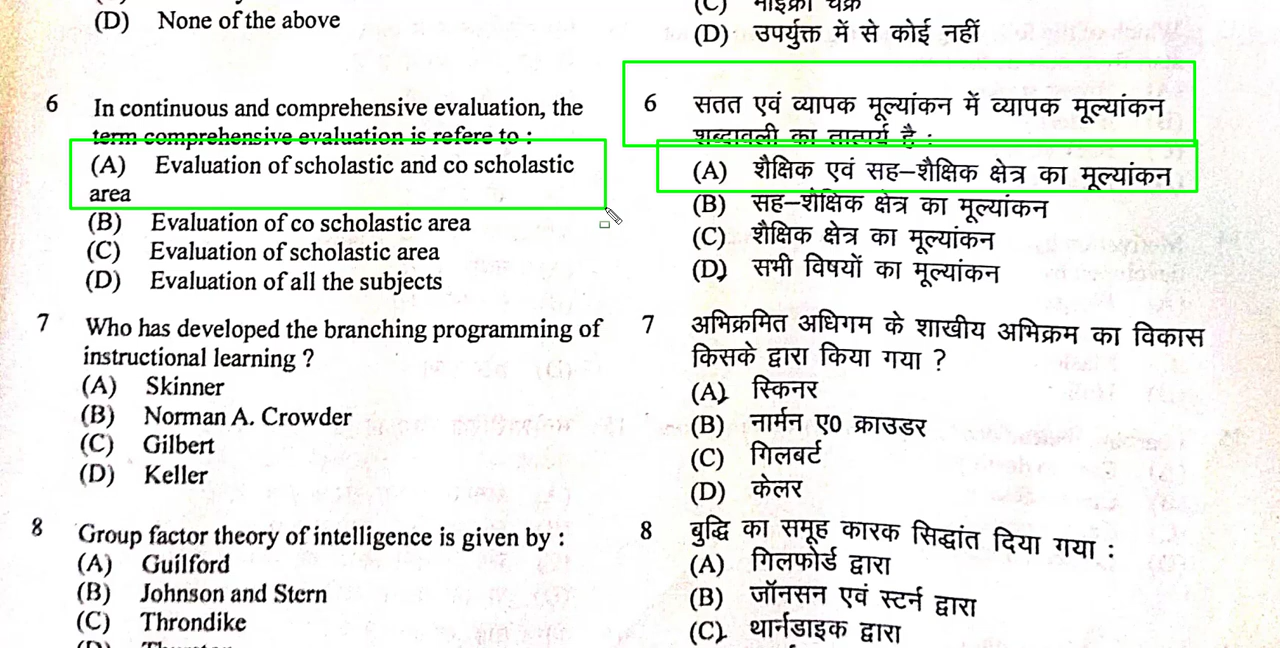 (D) None of the above
6 In continuous and comprehensive evaluation, the
term comprehensive evaluation is refere to :
(A) Evaluation of scholastic and co scholastic
area
(B) Evaluation of co scholastic area
(C) Evaluation of scholastic area
(D) Evaluation of all the subjects
7 Who has developed the branching programming of
instructional learning ?
(A) Skinner
(B) Norman A. Crowder
(C) Gilbert
(D) Keller
8 Group factor theory of intelligence is given by :
(A) Guilford
(B) Johnson and Stern
(C) Throndike
(D)
(C) माइक्रो चक्र
(D) उपर्युक्त में से कोई नहीं
6 सतत एवं व्यापक मूल्यांकन में व्यापक मूल्यांकन
शब्दावली का तात्पर्य है :
(A) शैक्षिक एवं सह–शैक्षिक क्षेत्र का मूल्यांकन
(B) सह–शैक्षिक क्षेत्र का मूल्यांकन
(C) शैक्षिक क्षेत्र का मूल्यांकन
(D) सभी विषयों का मूल्यांकन
7 अभिक्रमित अधिगम के शाखीय अभिक्रम का विकास
किसके द्वारा किया गया ?
(A) स्किनर
(B) नार्मन ए0 क्राउडर
(C) गिलबर्ट
(D) केलर
8 बुद्धि का समूह कारक सिद्धांत दिया गया :
(A) गिलफोर्ड द्वारा
(B) जॉनसन एवं स्टर्न द्वारा
(C) थार्नडाइक द्वारा